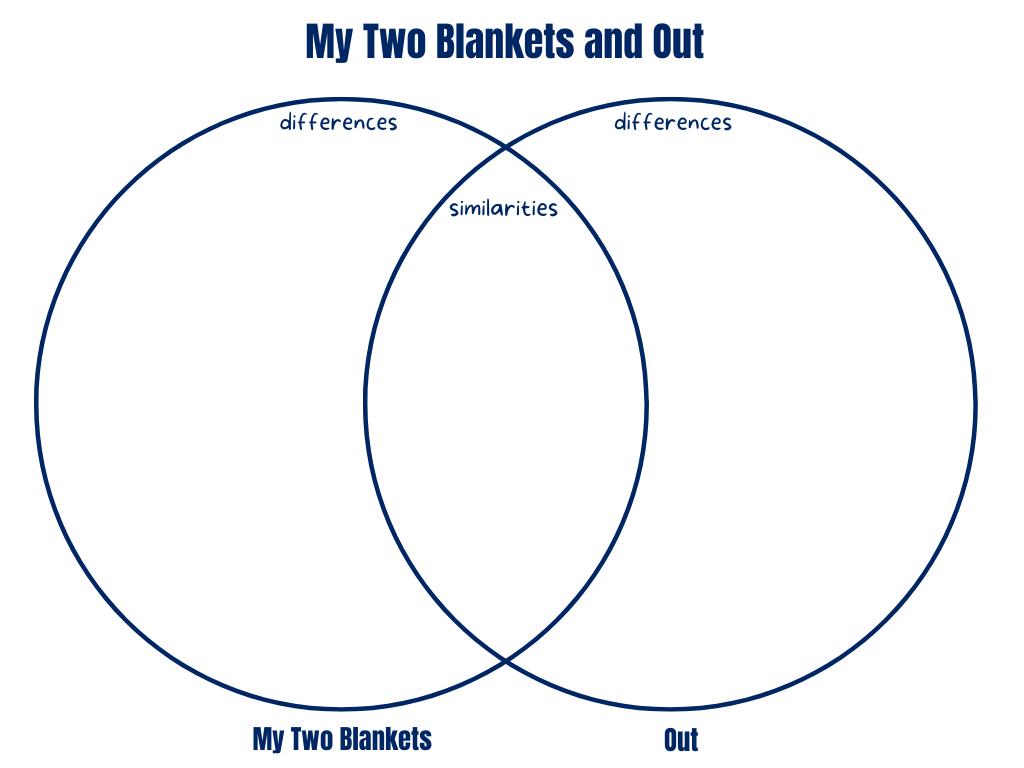 My Two Blankets and Out
differences
differences
similarities
My Two Blankets
Out